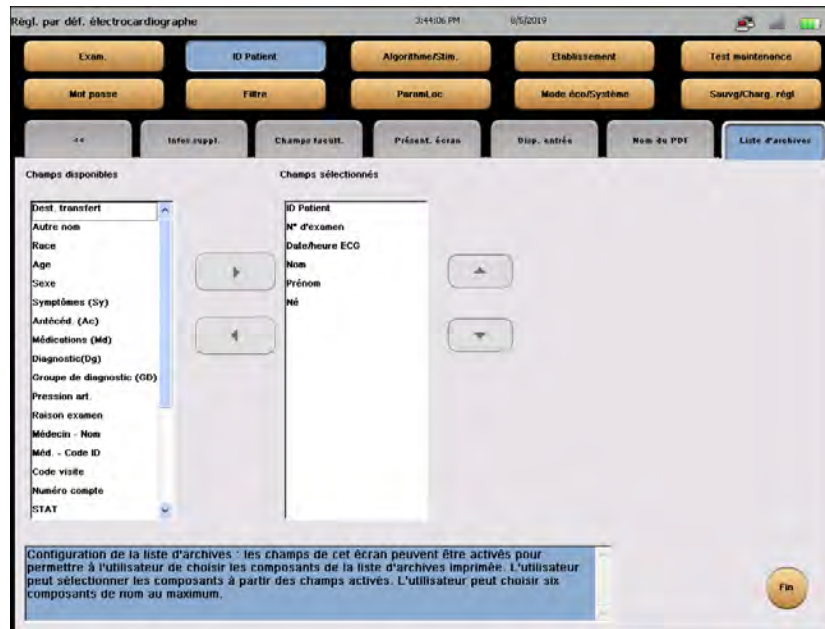 Régl. par déf. électrocardiographe 3:44:06 PM 8/5/2019
Exam. ID Patient Algorithme/Stim. Etablissement Test maintenance
Mot passe Filtre ParamLoc Mode éco/Système Sauvg/Charg. régl
<< Infos suppl. Champs facult. Présent. écran Disp. entrée Nom du PDF Liste d'archives
Champs disponibles Champs sélectionnés
Dest. transfert ID Patient
Autre nom N° d'examen
Race Date/heure ECG
Age Nom
Sexe Prénom
Symptômes (Sy) Né
Antécéd. (Ac)
Médications (Md)
Diagnostic(Dg)
Groupe de diagnostic (GD)
Pression art.
Raison examen
Médecin - Nom
Méd. - Code ID
Code visite
Numéro compte
STAT
Configuration de la liste d'archives : les champs de cet écran peuvent être activés pour
permettre à l'utilisateur de choisir les composants de la liste d'archives imprimée. L'utilisateur
peut sélectionner les composants à partir des champs activés. L'utilisateur peut choisir six
composants de nom au maximum.
Fin